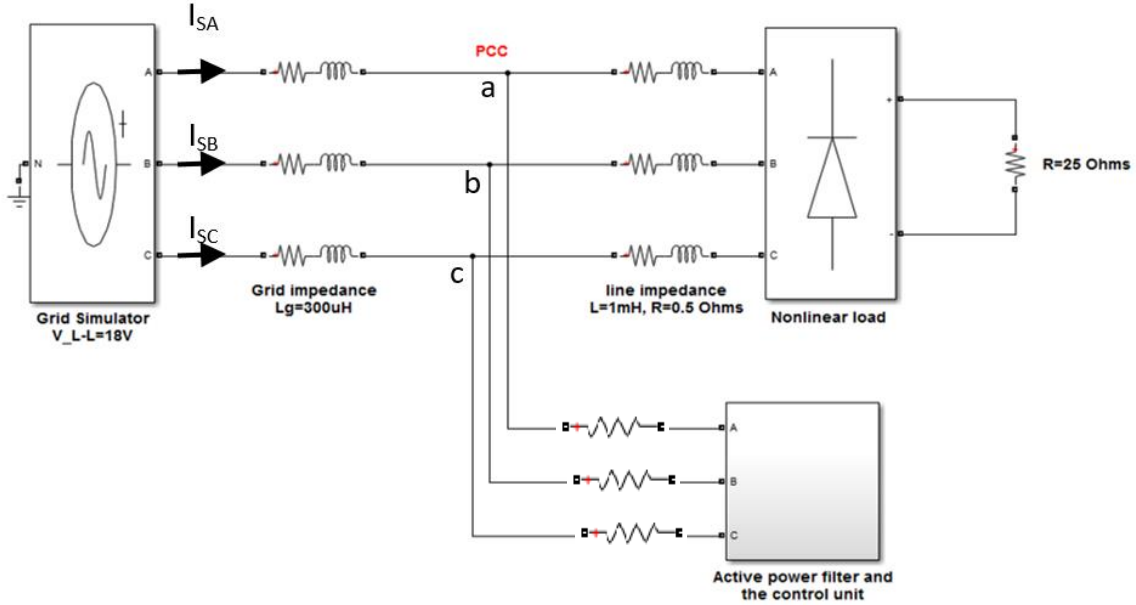 I_SA
PCC
A
a
A
+
I_SB
N
B
b
B
R=25 Ohms
I_SC
-
C
c
C
Grid impedance
Lg=300uH
line impedance
L=1mH, R=0.5 Ohms
Grid Simulator
V_L-L=18V
Nonlinear load
A
B
C
Active power filter and
the control unit